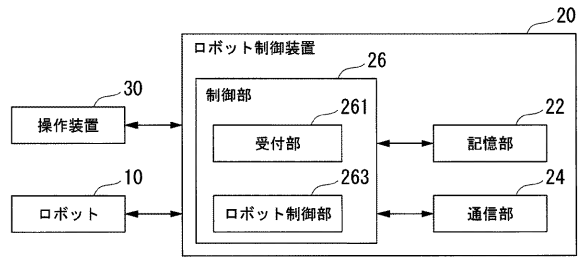 20
ロボット制御装置
26
制御部
30
操作装置
261
受付部
22
記憶部
10
ロボット
263
ロボット制御部
24
通信部